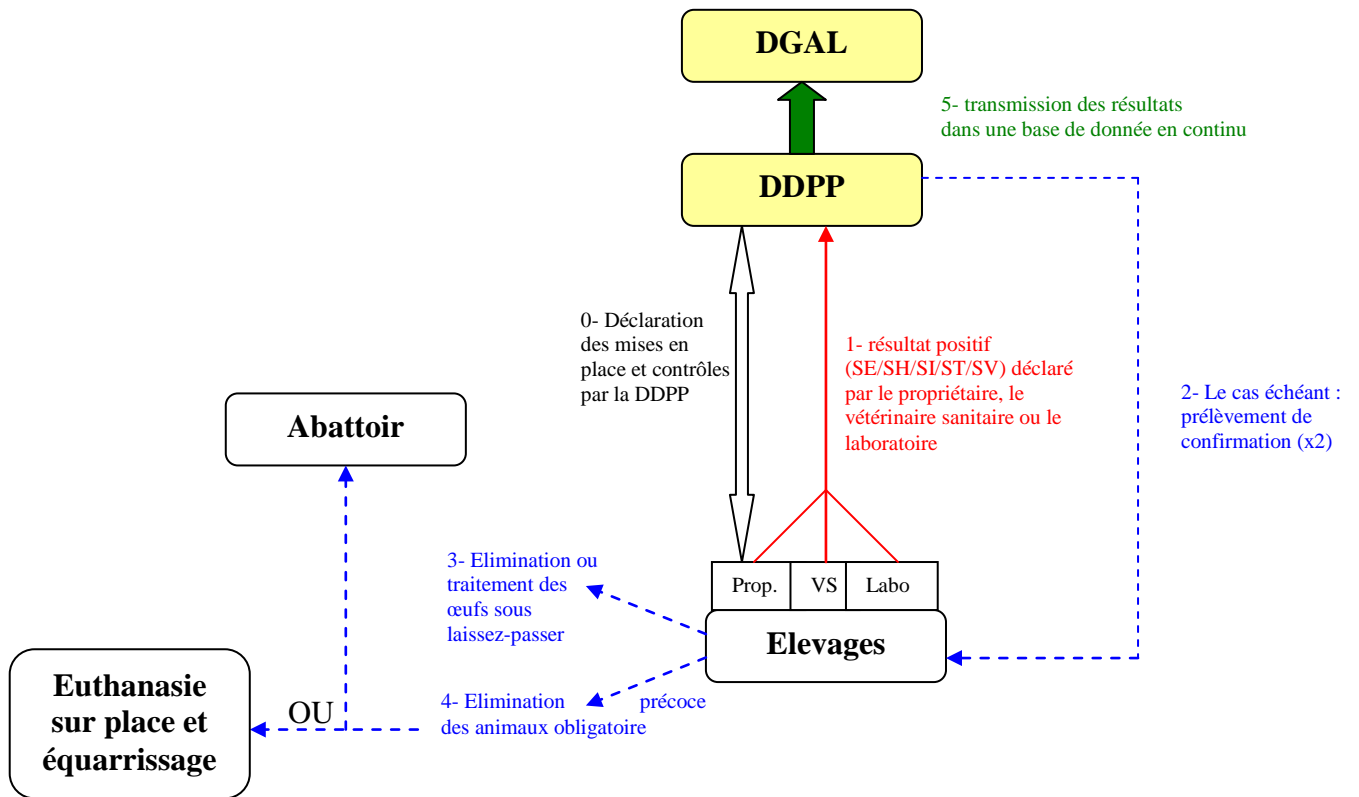 DGAL
5- transmission des résultats
dans une base de donnée en continu
DDPP
0- Déclaration
des mises en
place et contrôles
par la DDPP
1- résultat positif
(SE/SH/SI/ST/SV) déclaré
par le propriétaire, le
vétérinaire sanitaire ou le
laboratoire
2- Le cas échéant :
prélèvement de
confirmation (x2)
Abattoir
3- Elimination ou
traitement des
œufs sous
laissez-passer
Prop. VS Labo
Elevages
4- Elimination précoce
des animaux obligatoire
OU
Euthanasie
sur place et
équarrissage